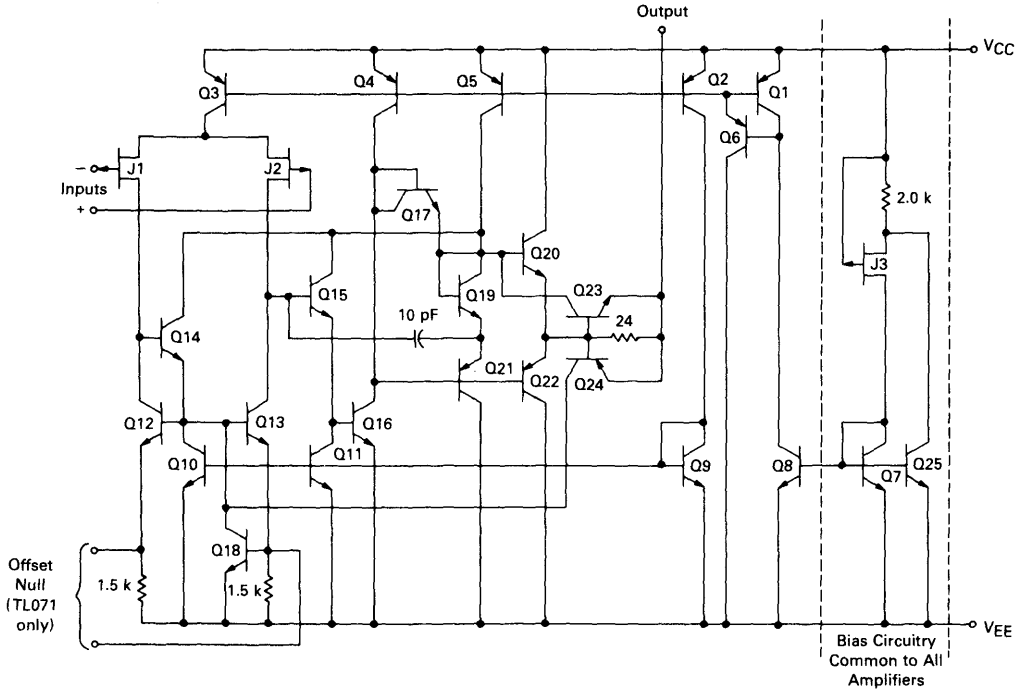 Output
VCC
Q3
Q4
Q5
Q2
Q1
Q6
−
J1
J2
Inputs
+
Q17
2.0 k
J3
Q20
Q15
Q19
Q23
10 pF
24
Q14
Q21
Q22
Q24
Q12
Q13
Q16
Q10
Q11
Q9
Q8
Q7
Q25
Q18
Offset
Null
(TL071
only)
1.5 k
1.5 k
VEE
Bias Circuitry
Common to All
Amplifiers